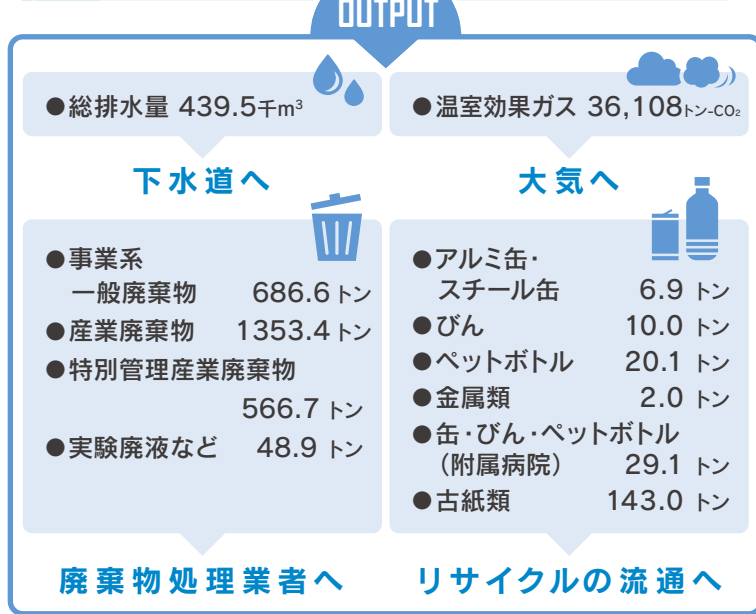 OUTPUT
●総排水量 439.5千m³
下水道へ
●温室効果ガス 36,108トン-CO₂
大気へ
●事業系
一般廃棄物 686.6トン
●産業廃棄物 1353.4トン
●特別管理産業廃棄物
566.7 トン
●実験廃液など 48.9 トン
廃棄物処理業者へ
●アルミ缶・
スチール缶 6.9 トン
●びん 10.0 トン
●ペットボトル 20.1 トン
●金属類 2.0 トン
●缶・びん・ペットボトル
（附属病院） 29.1 トン
●古紙類 143.0 トン
リサイクルの流通へ